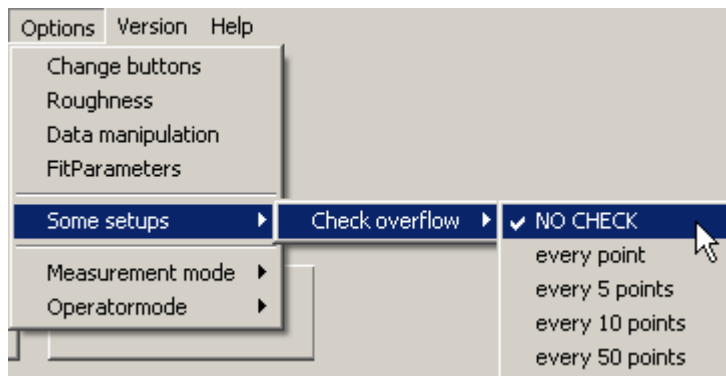 Options Version Help
Change buttons
Roughness
Data manipulation
FitParameters
Some setups Check overflow NO CHECK
every point
Measurement mode every 5 points
Operatormode every 10 points
every 50 points